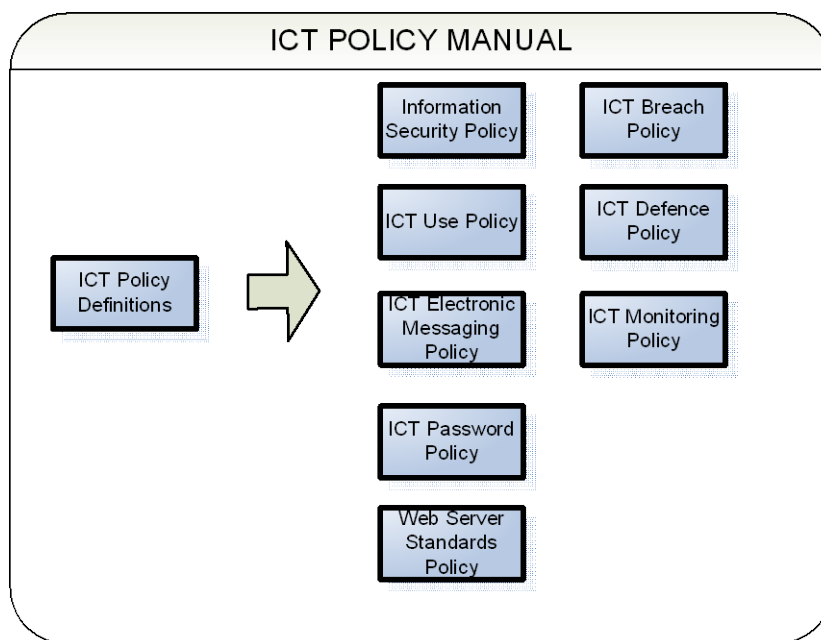 ICT POLICY MANUAL
ICT Policy
Definitions
Information
Security Policy
ICT Use Policy
ICT Electronic
Messaging
Policy
ICT Password
Policy
Web Server
Standards
Policy
ICT Breach
Policy
ICT Defence
Policy
ICT Monitoring
Policy